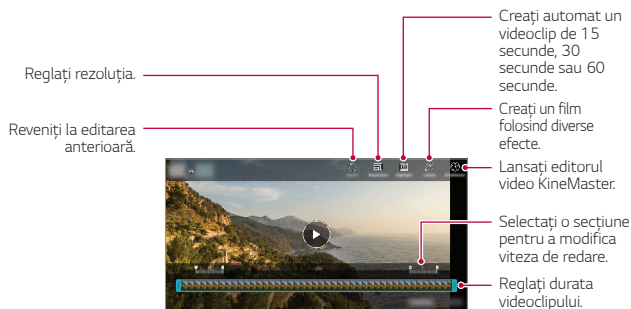 Creați automat un
videoclip de 15
secunde, 30
secunde sau 60
secunde.
Reglați rezoluția.
Creați un film
folosind diverse
efecte.
Reveniți la editarea
anterioară.
Lansați editorul
video KineMaster.
Selectați o secțiune
pentru a modifica
viteza de redare.
Reglați durata
videoclipului.